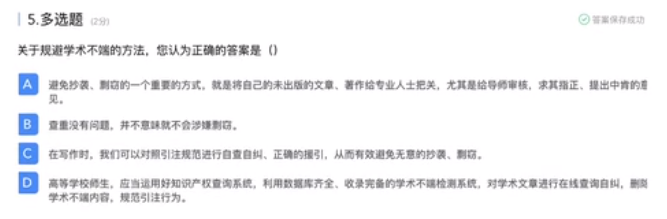 5.多选题 (2分)
答案保存成功
关于规避学术不端的方法，您认为正确的答案是（）
A 避免抄袭、剽窃的一个重要的方式，就是将自己的未出版的文章、著作给专业人士把关，尤其是给导师审核，求其指正、提出中肯的意
见。
B 查重没有问题，并不意味就不会涉嫌剽窃。
C 在写作时，我们可以对照引注规范进行自查自纠、正确的援引，从而有效避免无意的抄袭、剽窃。
D 高等学校师生，应当运用好知识产权查询系统，利用数据库齐全、收录完备的学术不端检测系统，对学术文章进行在线查询自纠，删除
学术不端内容，规范引注行为。